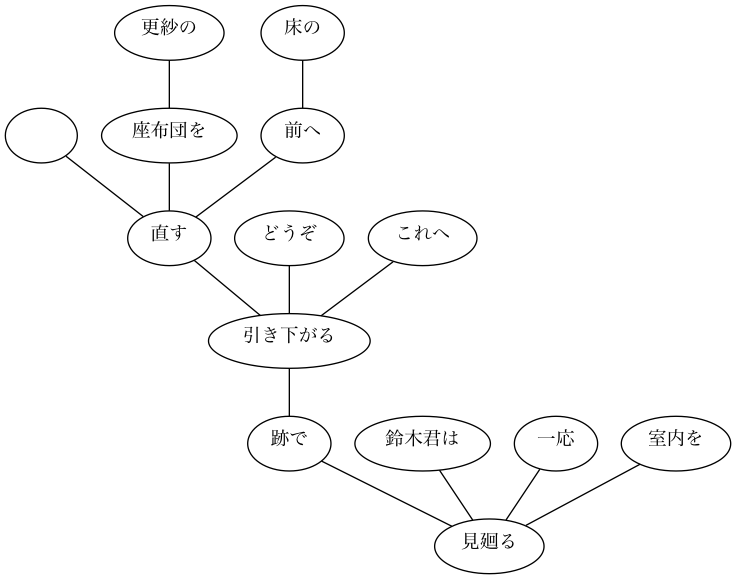 更紗の 床の
座布団を 前へ
直す どうぞ これへ
引き下がる
跡で 鈴木君は 一応 室内を
見廻る